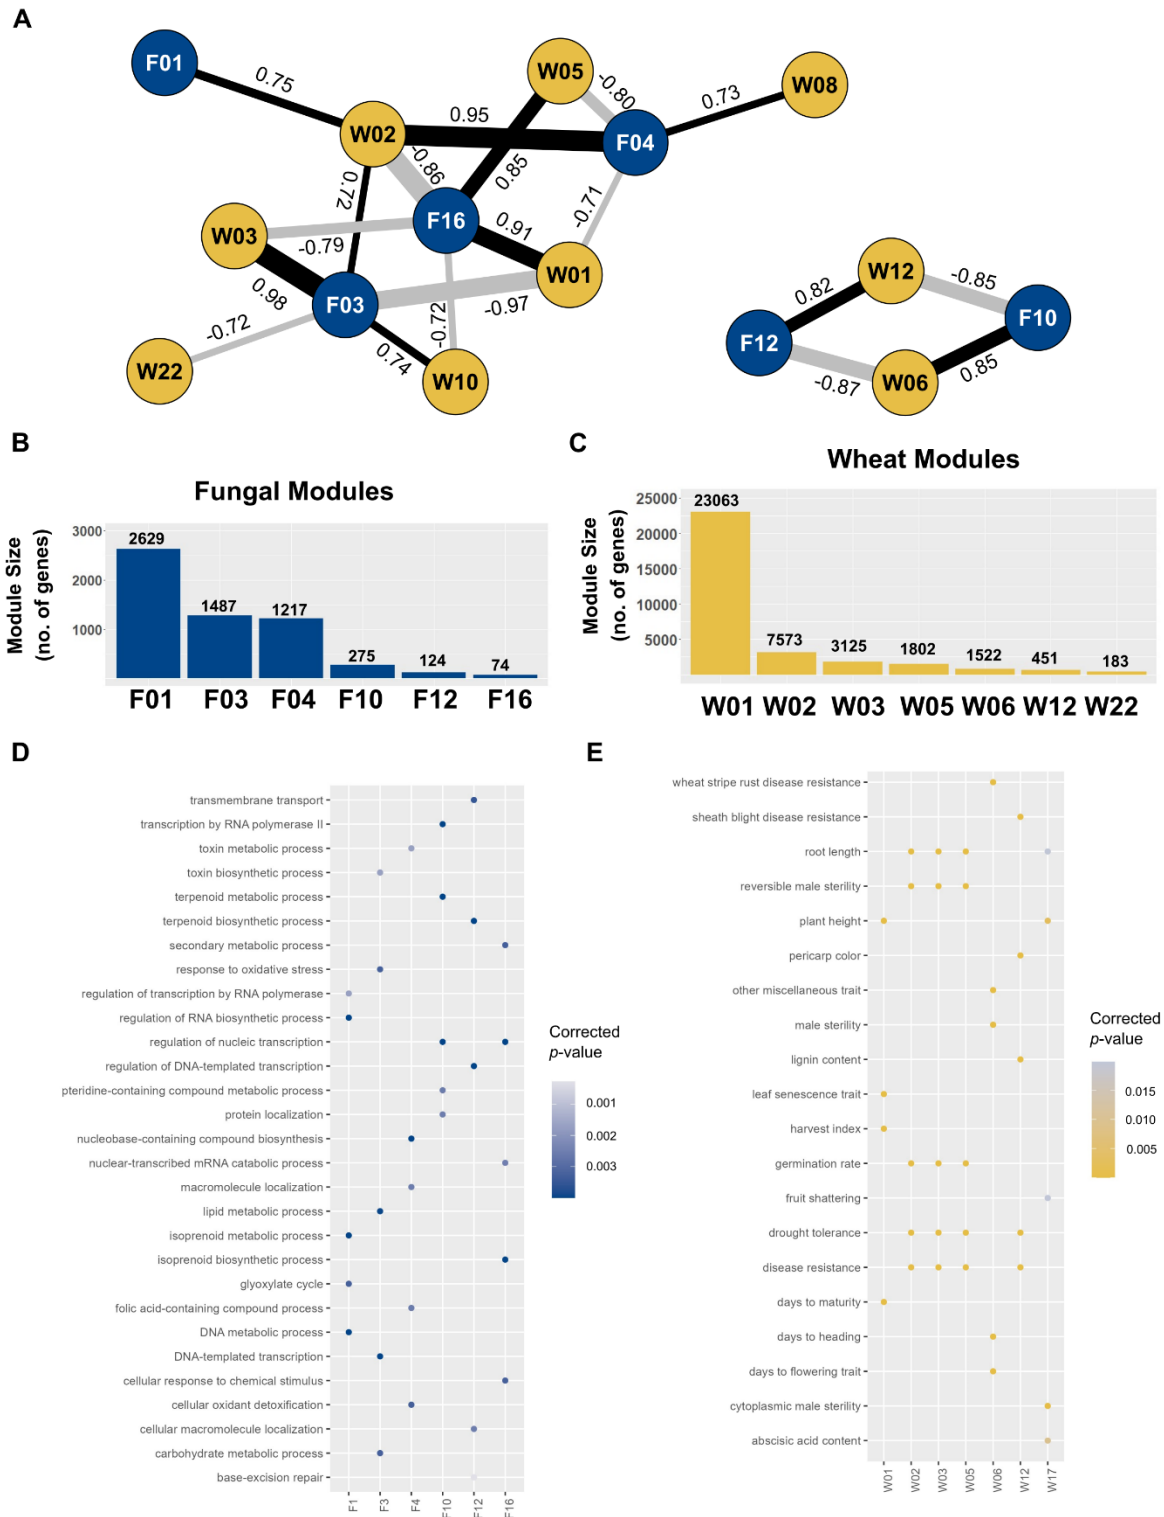 A
F01
W05
W08
0.75
-0.80
0.73
W02
0.95
F04
-0.86
0.85
0.72
-0.71
F16
0.91
W03
-0.79
W01
W12
-0.85
0.98
0.82
F10
F03
-0.97
F12
-0.72
-0.72
0.74
W22
W10
-0.87
W06
0.85
B
Fungal Modules
Module Size
(no. of genes)
3000
2000
1000
2629
1487
1217
275
124
74
F01 F03 F04 F10 F12 F16
C
Wheat Modules
Module Size
(no. of genes)
25000
20000
15000
10000
5000
23063
7573
3125
1802
1522
451
183
W01 W02 W03 W05 W06 W12 W22
D
transmembrane transport
transcription by RNA polymerase II
toxin metabolic process
toxin biosynthetic process
terpenoid metabolic process
terpenoid biosynthetic process
secondary metabolic process
response to oxidative stress
regulation of transcription by RNA polymerase
regulation of RNA biosynthetic process
regulation of nucleic transcription
regulation of DNA-templated transcription
pteridine-containing compound metabolic process
protein localization
nucleobase-containing compound biosynthesis
nuclear-transcribed mRNA catabolic process
macromolecule localization
lipid metabolic process
isoprenoid metabolic process
isoprenoid biosynthetic process
glyoxylate cycle
folic acid-containing compound process
DNA metabolic process
DNA-templated transcription
cellular response to chemical stimulus
cellular oxidant detoxification
cellular macromolecule localization
carbohydrate metabolic process
base-excision repair
F1
F3
F4
F10
F12
F16
Corrected
p-value
0.001
0.002
0.003
E
wheat stripe rust disease resistance
sheath blight disease resistance
root length
reversible male sterility
plant height
pericarp color
other miscellaneous trait
male sterility
lignin content
leaf senescence trait
harvest index
germination rate
fruit shattering
drought tolerance
disease resistance
days to maturity
days to heading
days to flowering trait
cytoplasmic male sterility
abscisic acid content
W01
W02
W03
W05
W06
W12
W17
Corrected
p-value
0.015
0.010
0.005